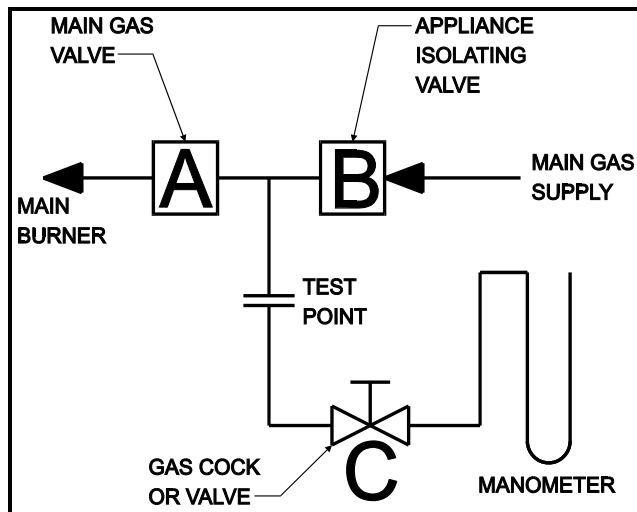 MAIN GAS
VALVE
APPLIANCE
ISOLATING
VALVE
A
B
MAIN
BURNER
MAIN GAS
SUPPLY
TEST
POINT
C
GAS COCK
OR VALVE
MANOMETER